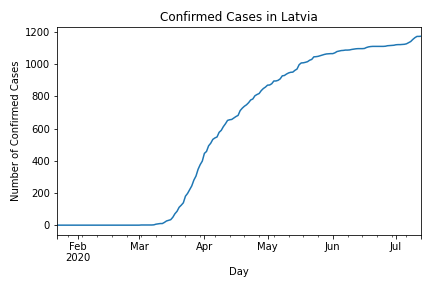 Confirmed Cases in Latvia
1200
1000
800
600
400
200
0
Number of Confirmed Cases
Feb
2020
Mar
Apr
May
Jun
Jul
Day